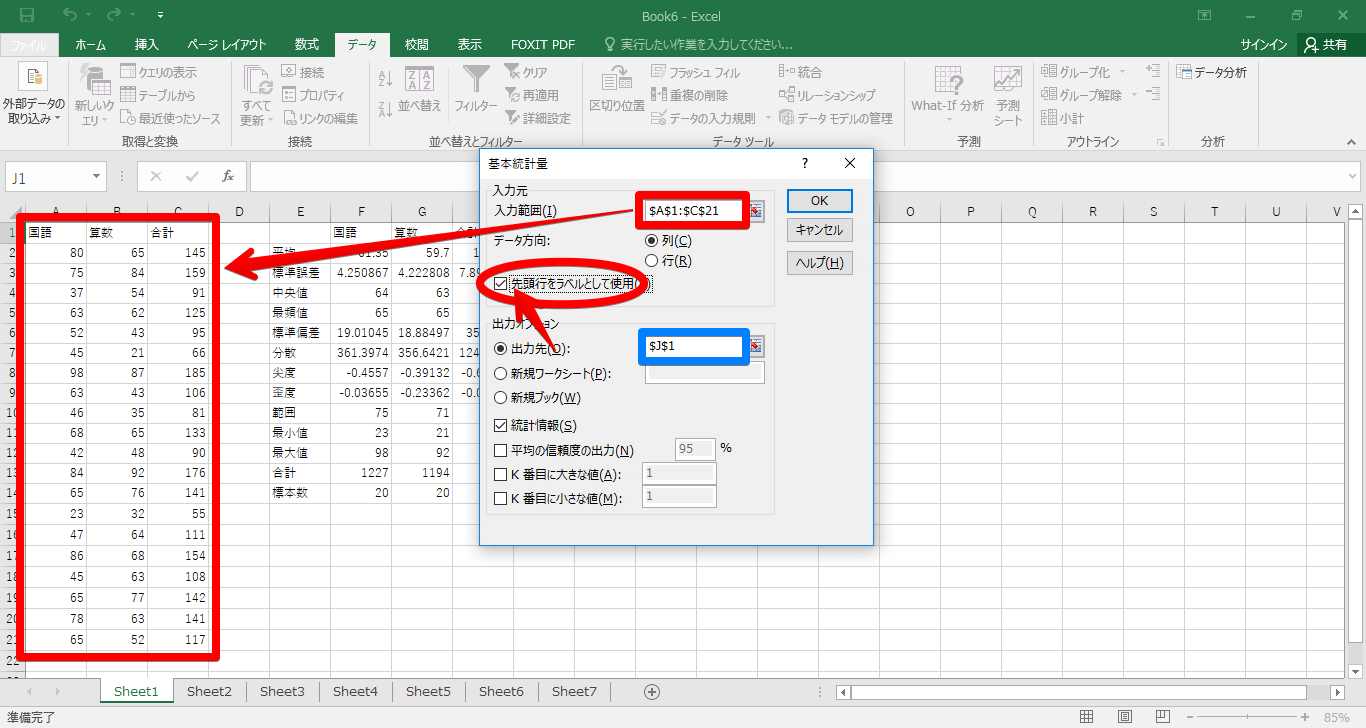 Book6 - Excel
ファイル ホーム 挿入 ページ レイアウト 数式 データ 校閲 表示 FOXIT PDF 実行したい作業を入力してください... サインイン 共有
外部データの
取り込み
新しいク
エリ
クエリの表示
テーブルから
最近使ったソース
取得と変換
すべて
更新
接続
プロパティ
リンクの編集
接続
並べ替え
フィルター
クリア
再適用
詳細設定
並べ替えとフィルター
区切り位置
フラッシュ フィル
重複の削除
データの入力規則
統合
リレーションシップ
データ モデルの管理
データ ツール
What-If 分析
予測
シート
予測
グループ化
グループ解除
小計
アウトライン
データ分析
分析
J1
fx
A B C D E F G O P Q R S T U V
1 国語 算数 合計 国語 算数
2 80 65 145 59.7
3 75 84 159 標準誤差 4.250867 4.222808
4 37 54 91 中央値 64 63
5 63 62 125 最頻値 65 65
6 52 43 95 標準偏差 19.01045 18.88497
7 45 21 66 分散 361.3974 356.6421
8 98 87 185 尖度 -0.4557 -0.39132
9 63 43 106 歪度 -0.03655 -0.23362
10 46 35 81 範囲 75 71
11 68 65 133 最小値 23 21
12 42 48 90 最大値 98 92
13 84 92 176 合計 1227 1194
14 65 76 141 標本数 20 20
15 23 32 55
16 47 64 111
17 86 68 154
18 45 63 108
19 65 77 142
20 78 63 141
21 65 52 117
22
基本統計量 ?
入力元
入力範囲(I) $A$1:$C$21
データ方向: 列(C)
行(R)
先頭行をラベルとして使用
出力オプション
出力先(O): $J$1
新規ワークシート(P):
新規ブック(W)
統計情報(S)
平均の信頼度の出力(N) 95 %
K 番目に大きな値(A): 1
K 番目に小さな値(M): 1
OK
キャンセル
ヘルプ(H)
Sheet1 Sheet2 Sheet3 Sheet4 Sheet5 Sheet6 Sheet7
準備完了 85%